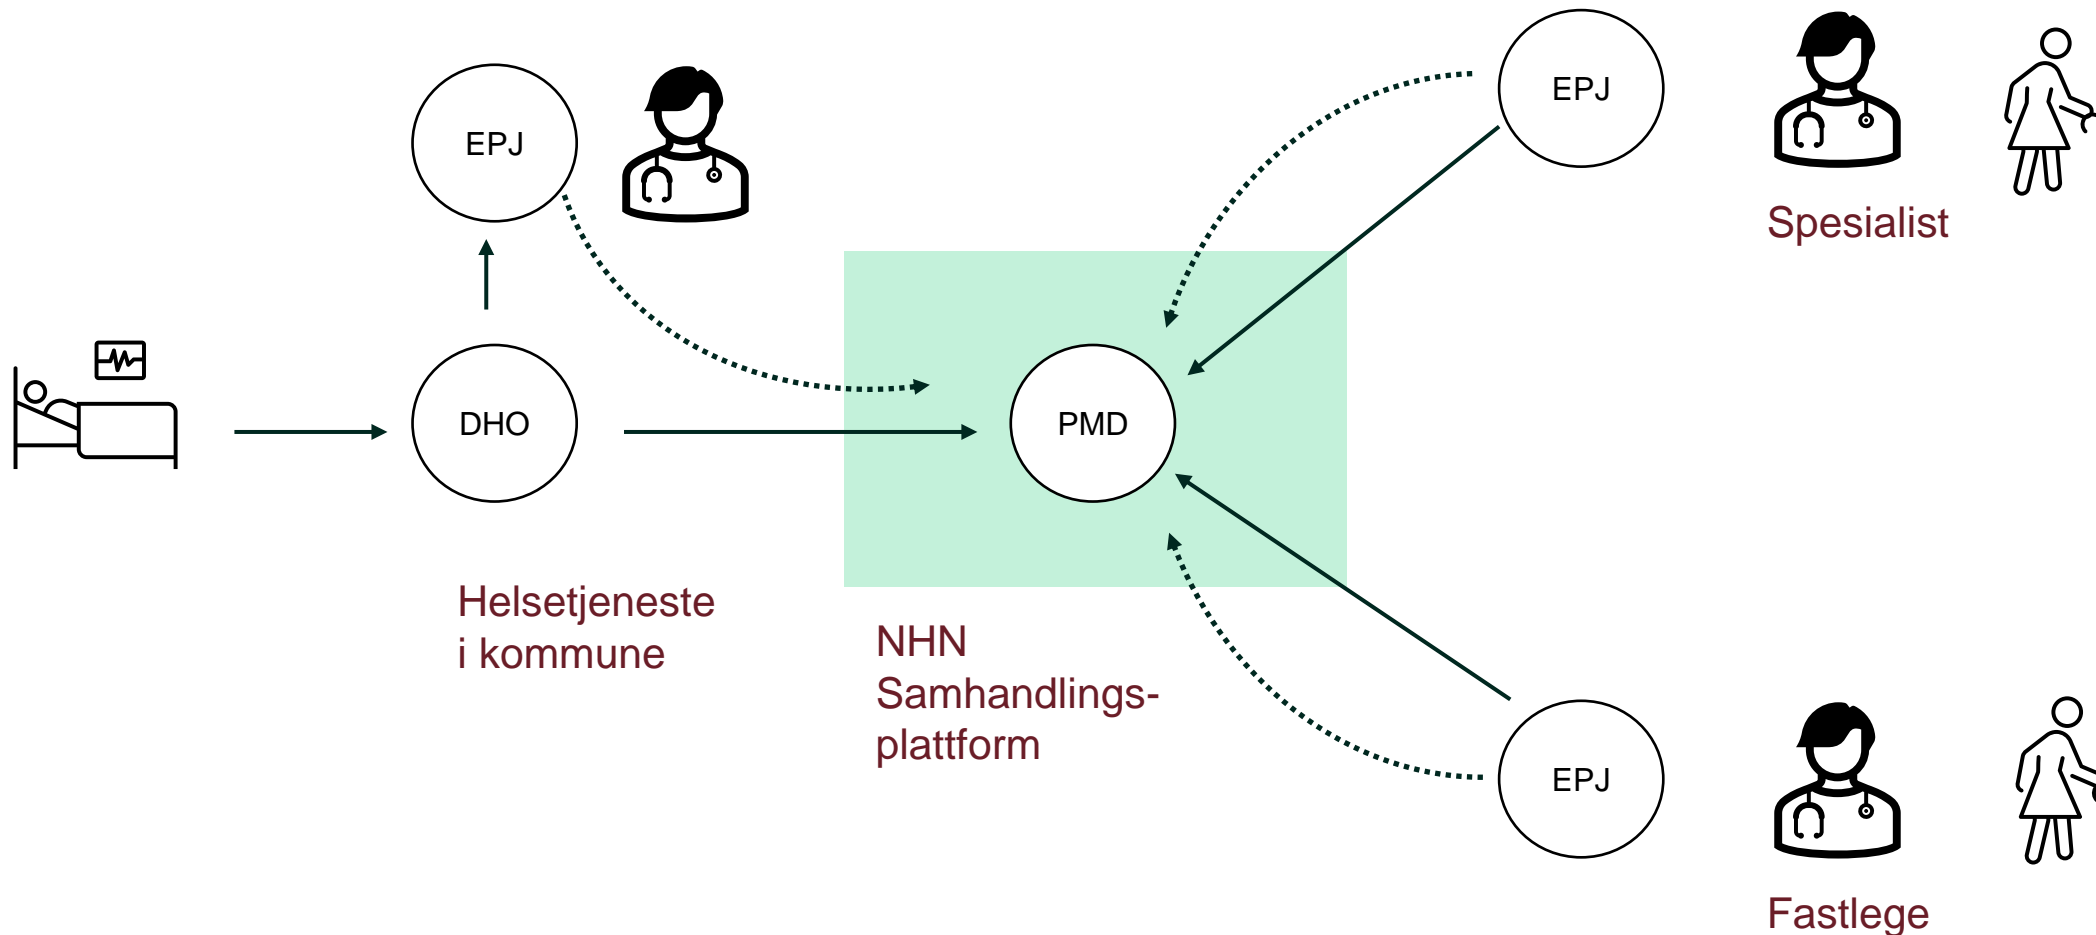 EPJ
EPJ
Spesialist
DHO
PMD
Helsetjeneste
i kommune
NHN
Samhandlings-
plattform
EPJ
Fastlege